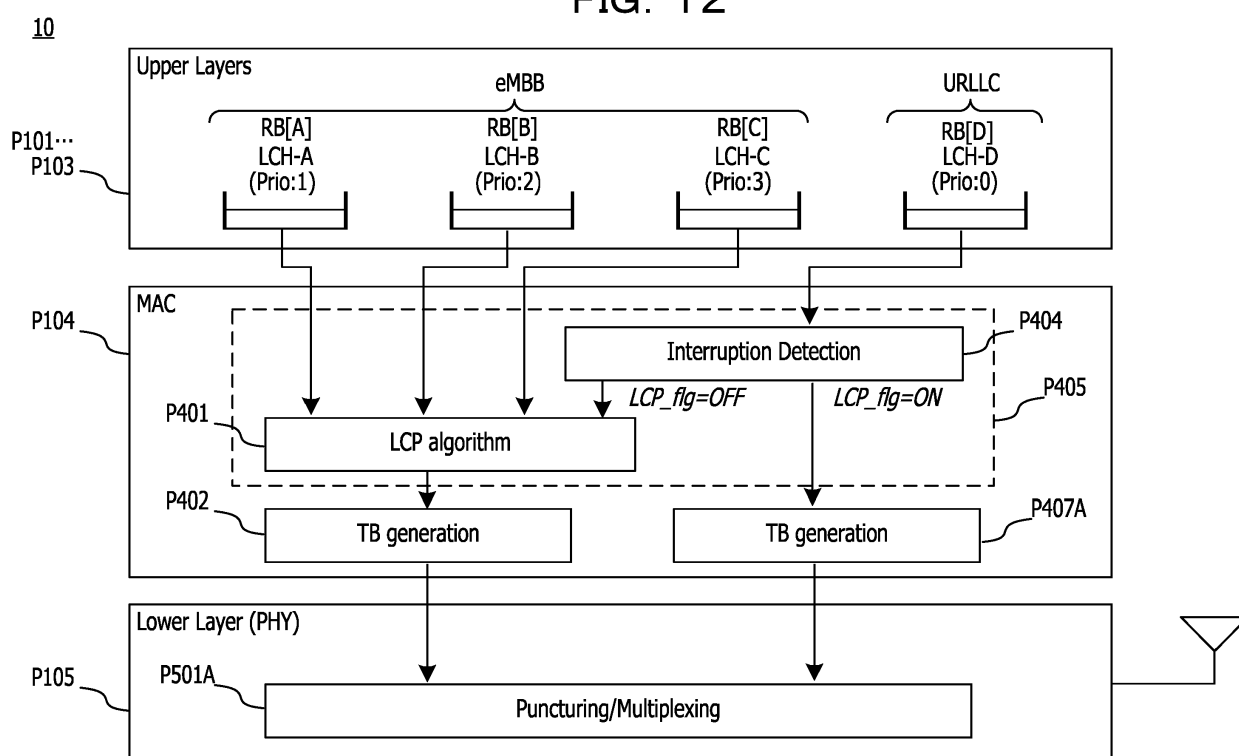 FIG. 12
10
Upper Layers
eMBB
URLLC
RB[A]
LCH-A
(Prio:1)
RB[B]
LCH-B
(Prio:2)
RB[C]
LCH-C
(Prio:3)
RB[D]
LCH-D
(Prio:0)
P101…
P103
MAC
P104
P404
Interruption Detection
LCP_flg=OFF
LCP_flg=ON
P405
P401
LCP algorithm
P402
TB generation
TB generation
P407A
Lower Layer (PHY)
P105
P501A
Puncturing/Multiplexing